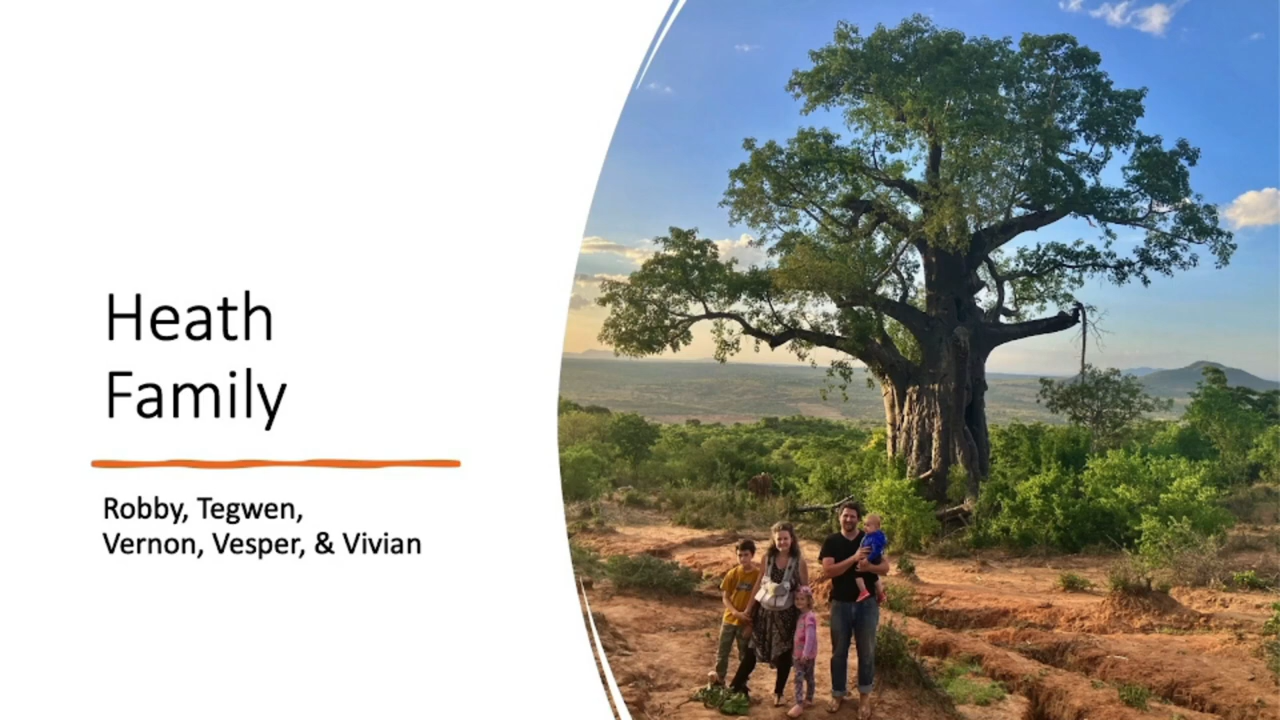 Heath
Family
Robby, Tegwen,
Vernon, Vesper, & Vivian